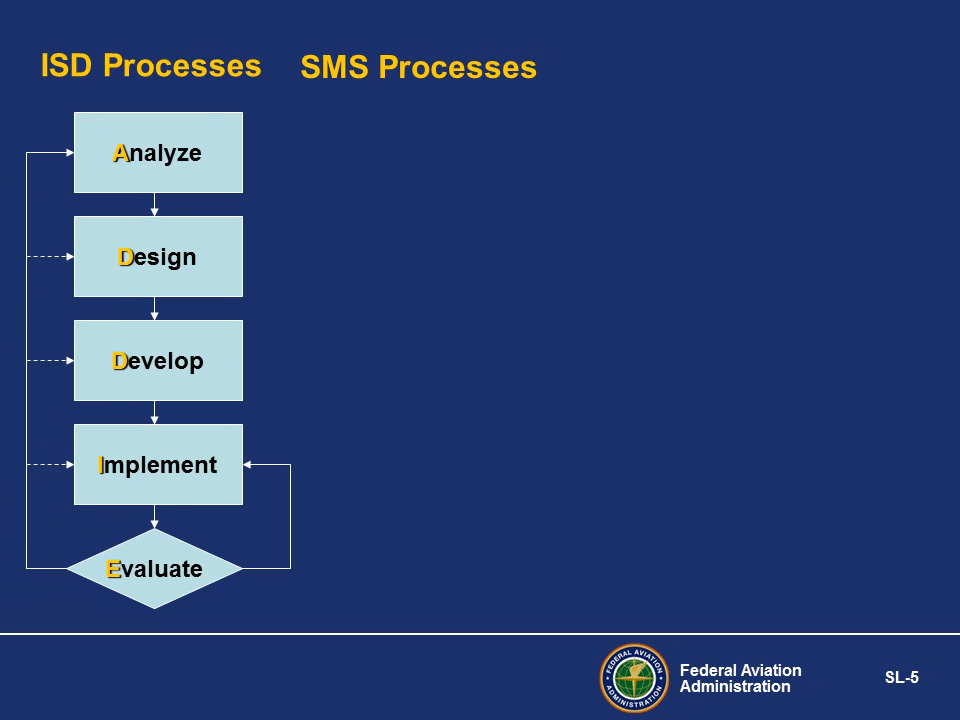 ISD Processes
SMS Processes
Analyze
Design
Develop
Implement
Evaluate
FEDERAL AVIATION
ADMINISTRATION
Federal Aviation
Administration
SL-5